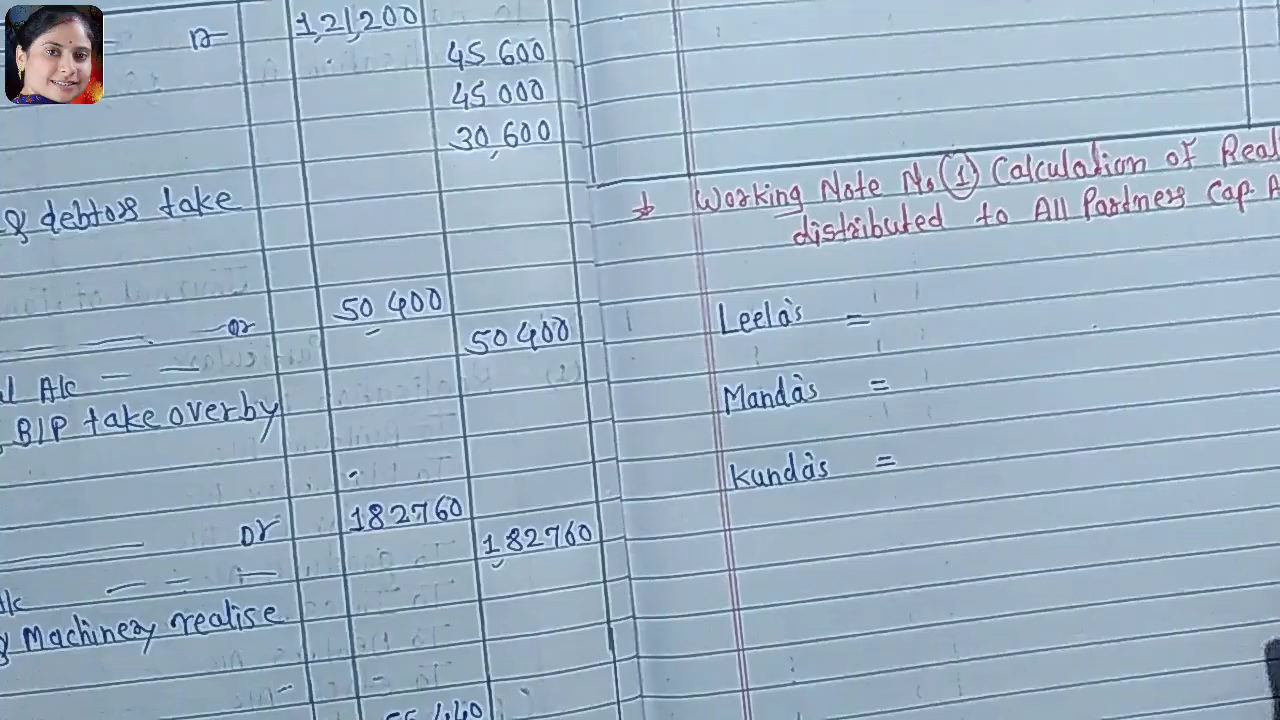 Dr 1,21,200
45 600
45 000
30,600
& debtors take
Dr 50 400
50 400
al A/c
B/P take over by
Dr 182760
182760
A/c
& Machinery realise
Working Note No (1) Calculation of Real
distributed to All Partners Cap. A
Leela's =
Manda's =
Kunda's =